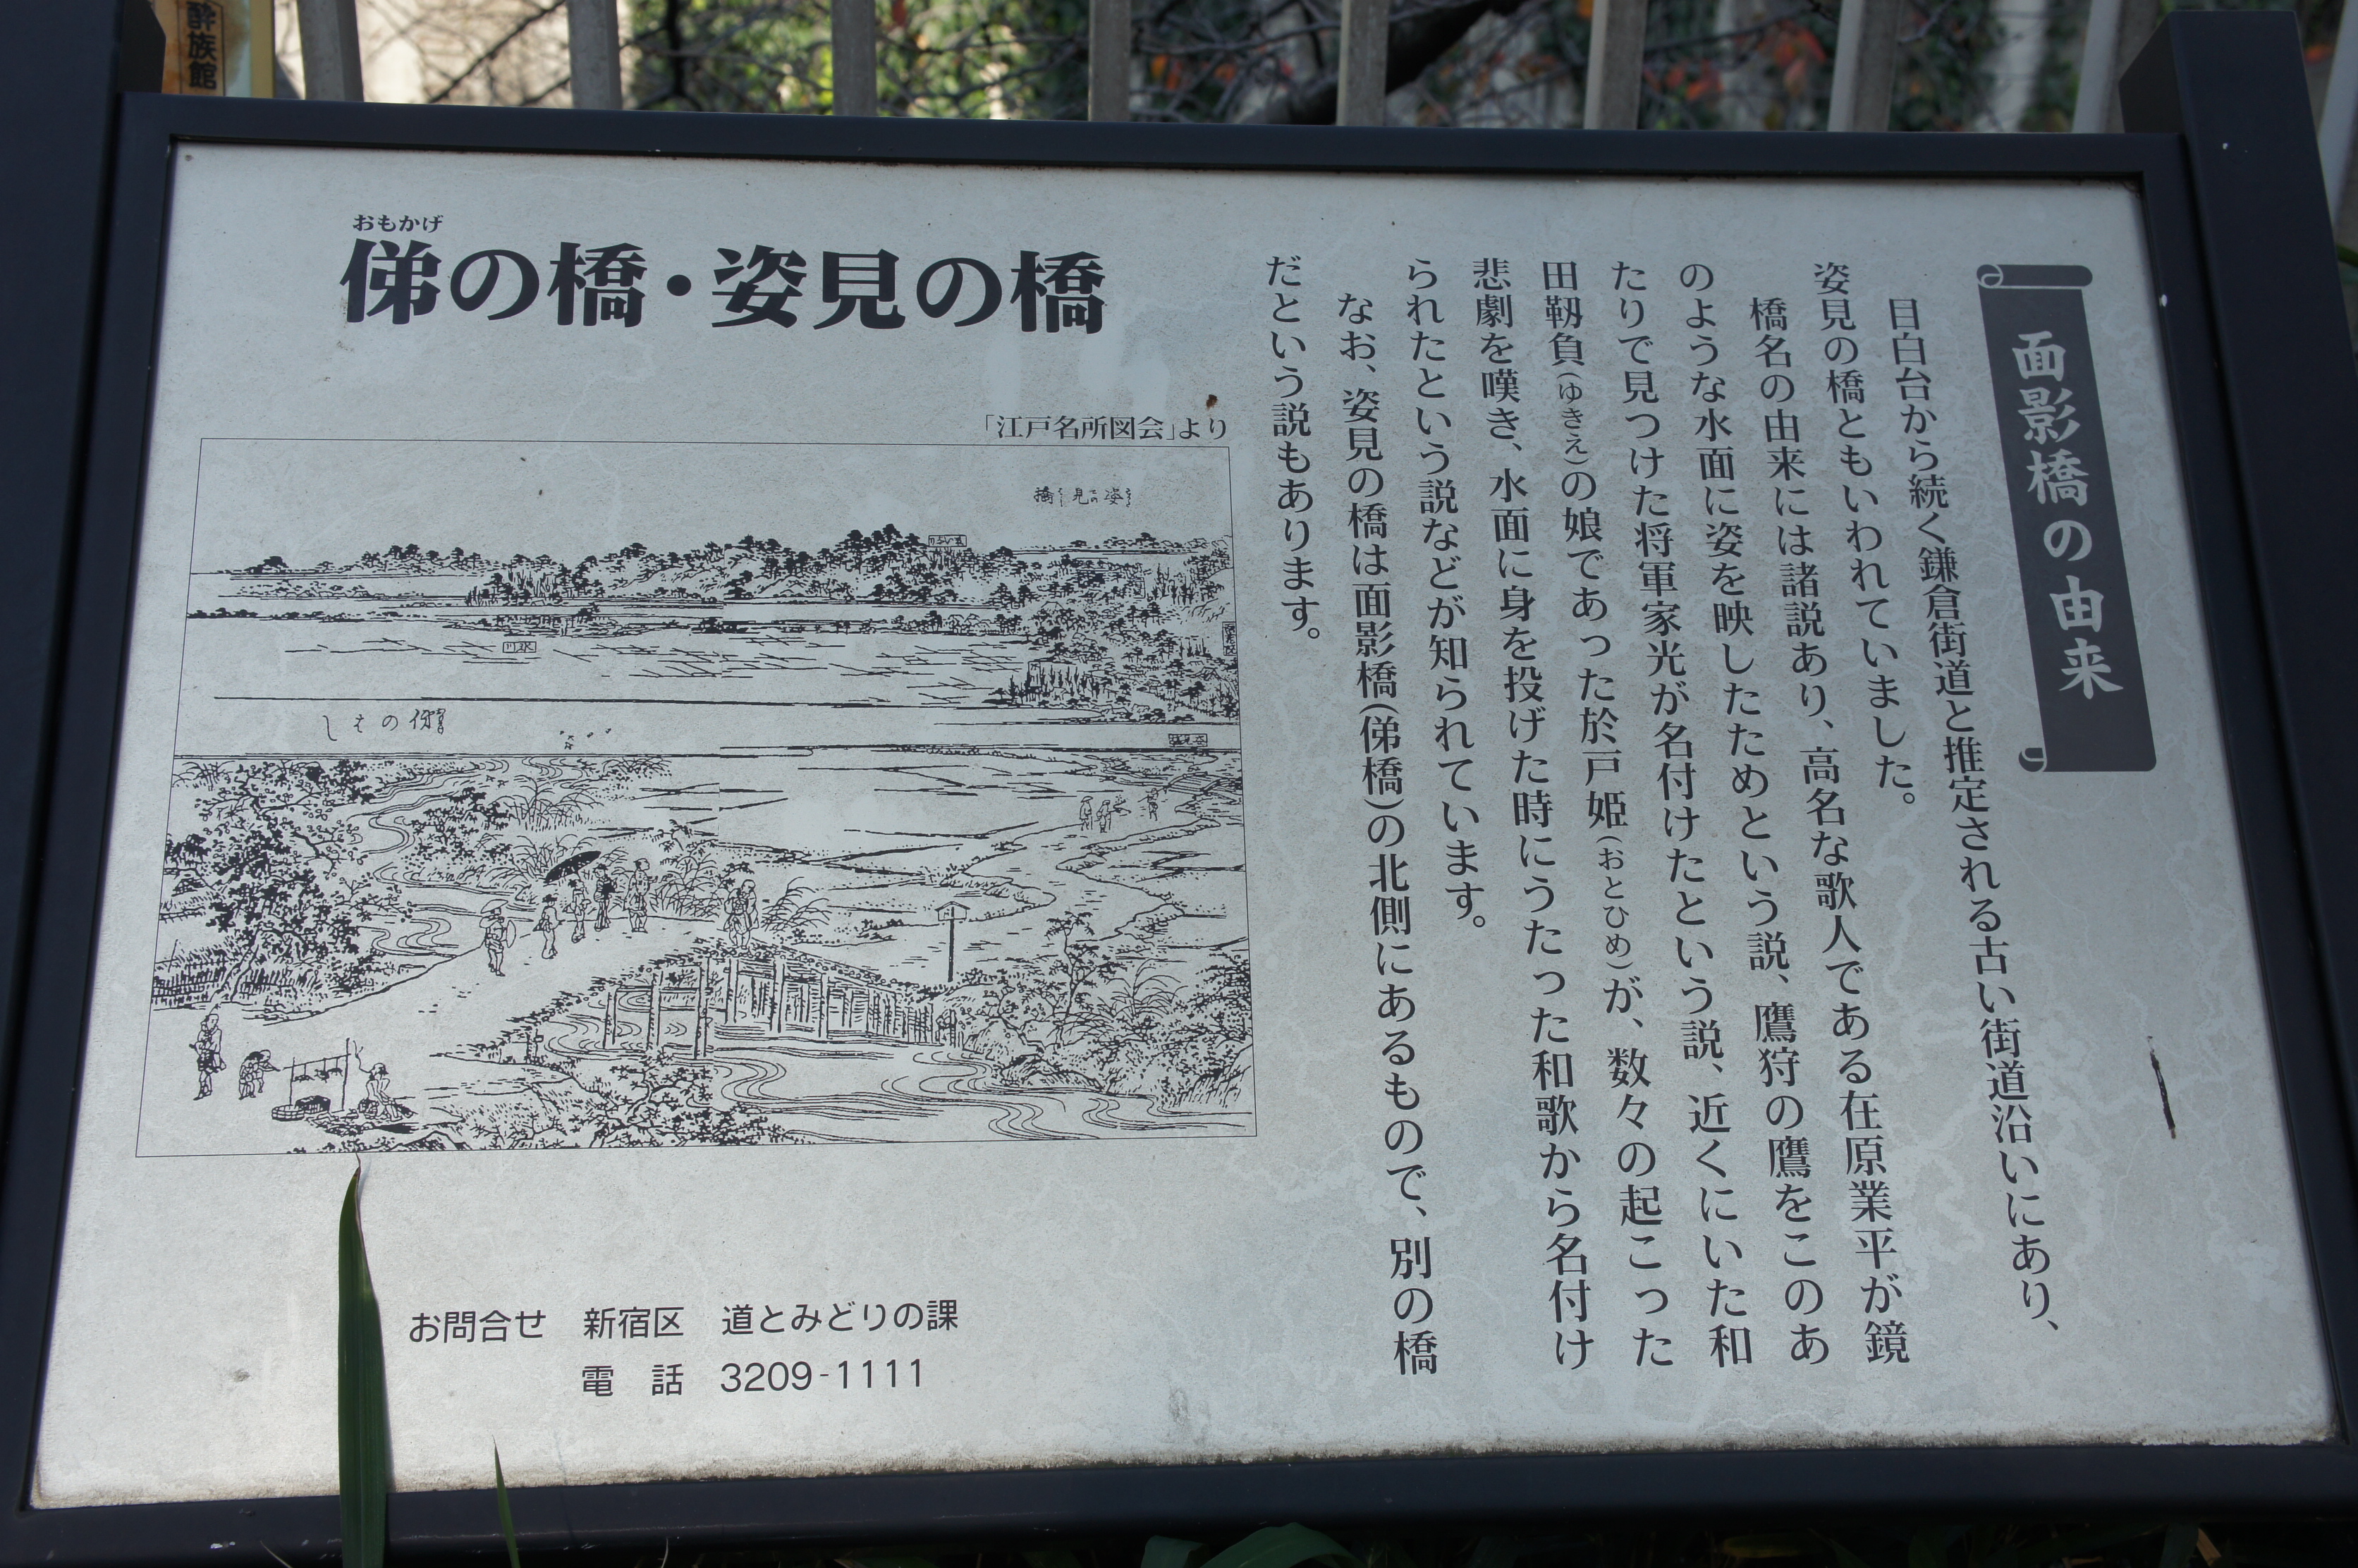 面影橋の由来
目白台から続く鎌倉街道と推定される古い街道沿いにあり、
姿見の橋ともいわれていました。
橋名の由来には諸説あり、高名な歌人である在原業平が鏡
のような水面に姿を映したためという説、鷹狩の鷹をこのあ
たりで見つけた将軍家光が名付けたという説、近くにいた和
田靱負(ゆきえ)の娘であった於戸姫(おとひめ)が、数々の起こった
悲劇を嘆き、水面に身を投げた時にうたった和歌から名付け
られたという説などが知られています。
なお、姿見の橋は面影橋(俤橋)の北側にあるもので、別の橋
だという説もあります。
おもかげ
俤の橋・姿見の橋
「江戸名所図会」より
お問合せ 新宿区 道とみどりの課
電 話 3209-1111
酔族館